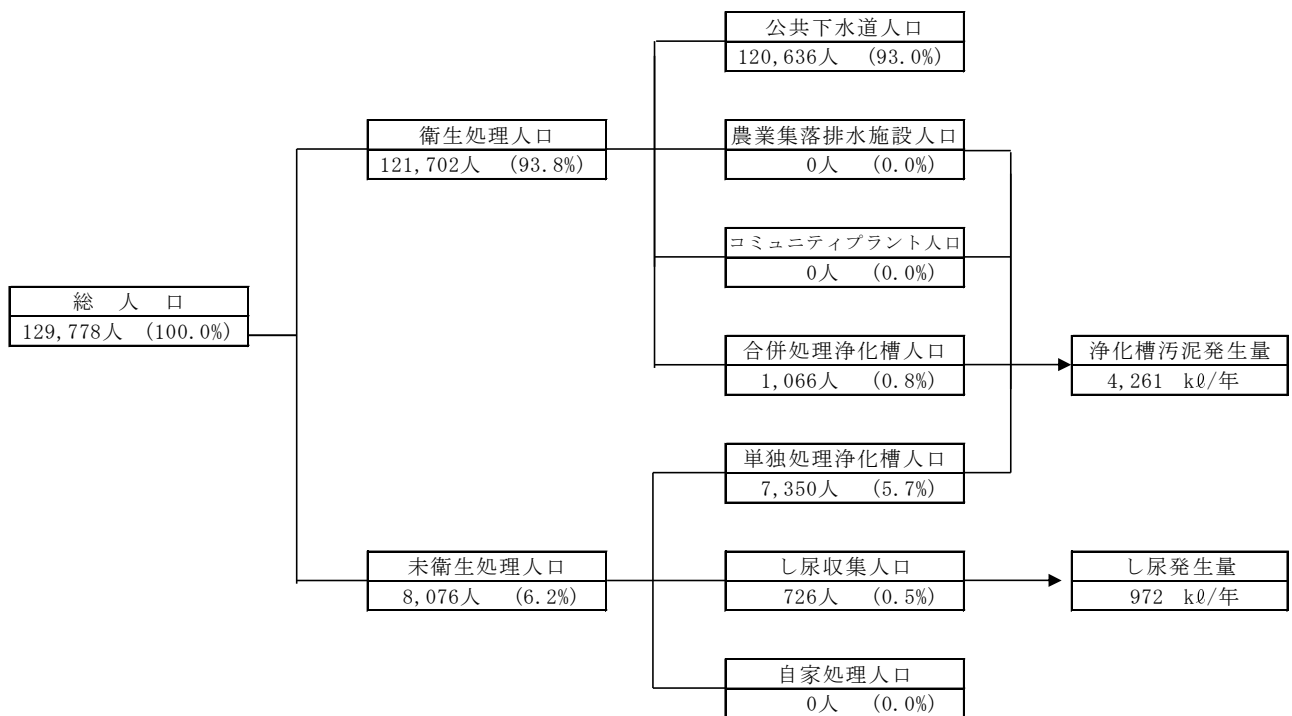 公共下水道人口
120,636人 (93.0%)
衛生処理人口
121,702人 (93.8%)
農業集落排水施設人口
0人 (0.0%)
コミュニティプラント人口
0人 (0.0%)
総 人 口
129,778人 (100.0%)
合併処理浄化槽人口
1,066人 (0.8%)
浄化槽汚泥発生量
4,261 kℓ/年
単独処理浄化槽人口
7,350人 (5.7%)
未衛生処理人口
8,076人 (6.2%)
し尿収集人口
726人 (0.5%)
し尿発生量
972 kℓ/年
自家処理人口
0人 (0.0%)